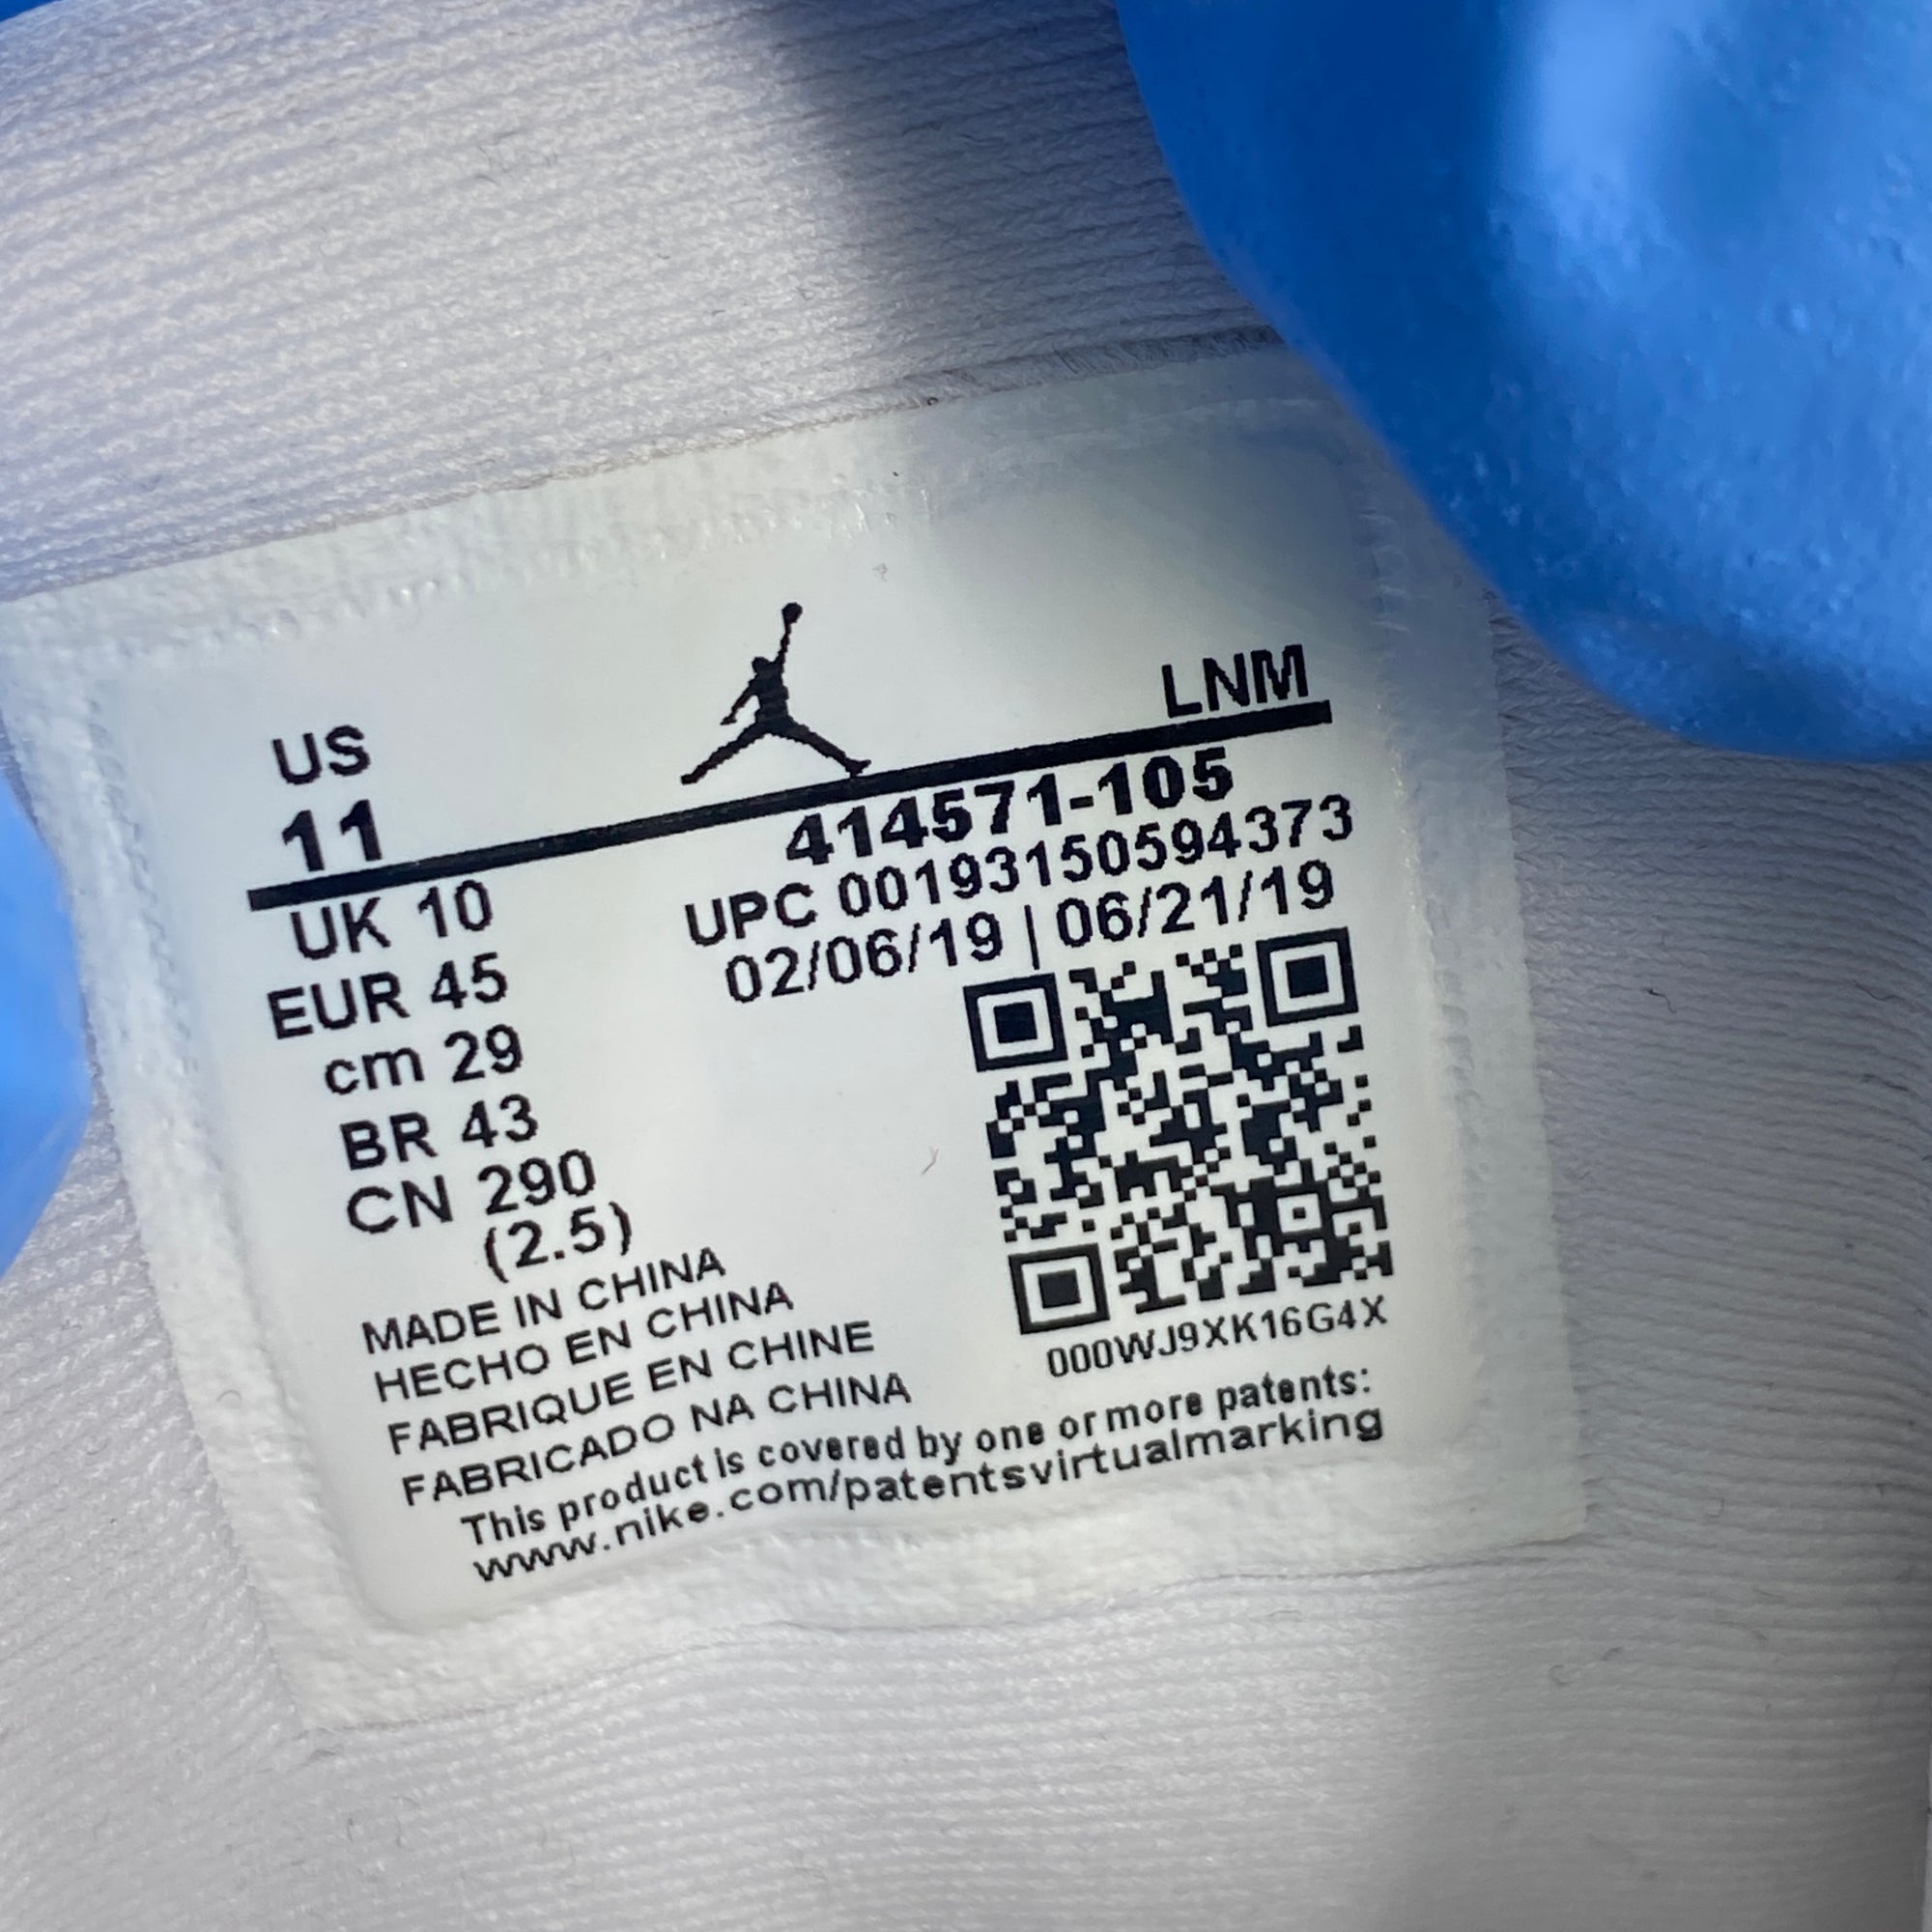 US
11
LNM
414571-105
UPC 00193150594373
02/06/19 | 06/21/19
UK 10
EUR 45
cm 29
BR 43
CN 290
(2.5)
MADE IN CHINA
HECHO EN CHINA
FABRIQUE EN CHINE
FABRICADO NA CHINA
000WJ9XK16G4X
This product is covered by one or more patents:
www.nike.com/patentsvirtualmarking